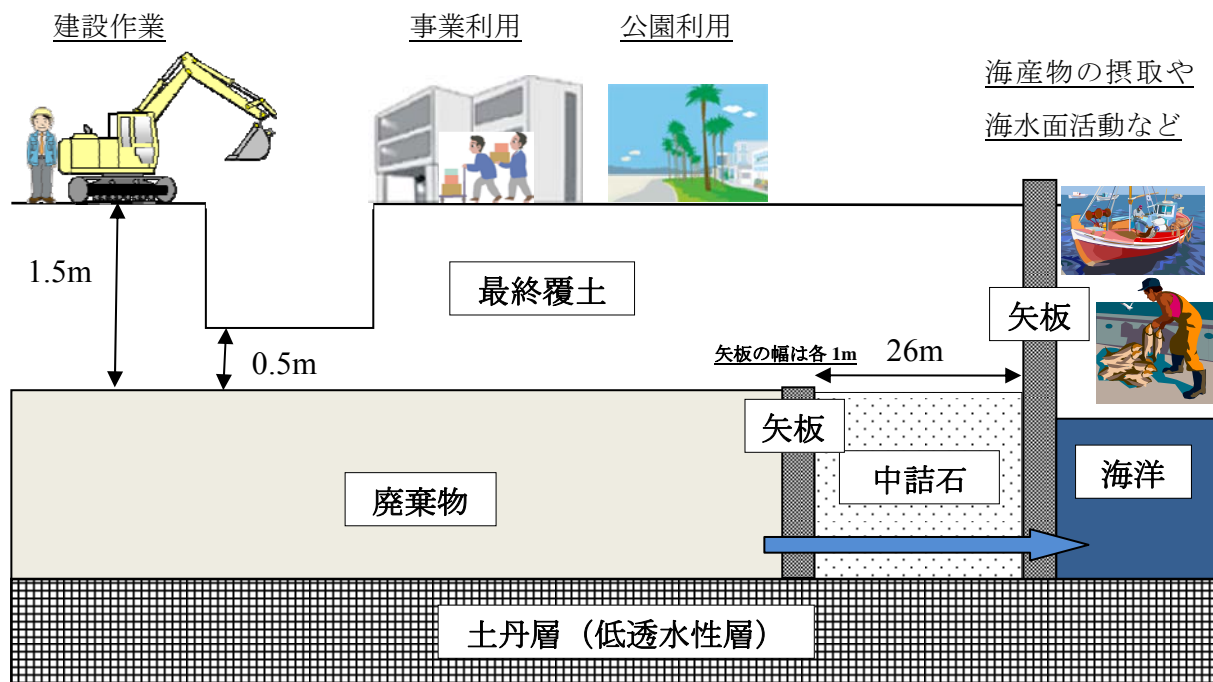 建設作業
事業利用
公園利用
海産物の摂取や
海水面活動など
1.5m
最終覆土
矢板
0.5m
矢板の幅は各1m
26m
矢板
中詰石
海洋
廃棄物
土丹層（低透水性層）